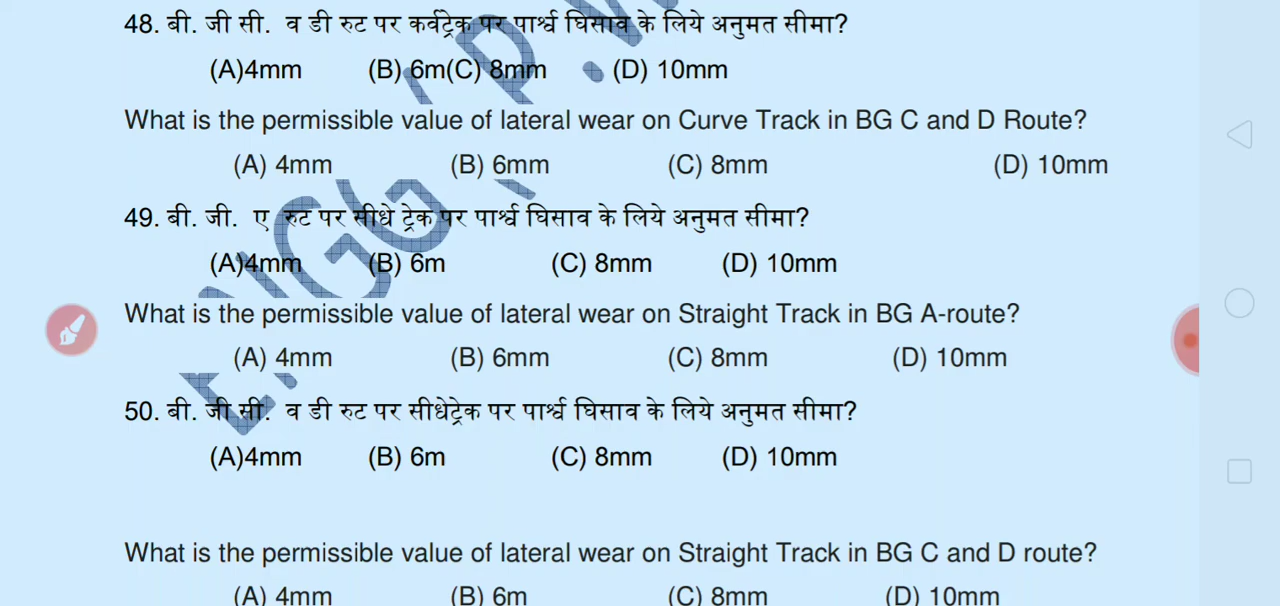 48. बी. जी सी. व डी रुट पर कर्वट्रेक पर पार्श्व घिसाव के लिये अनुमत सीमा?
(A)4mm (B) 6m(C) 8mm (D) 10mm
What is the permissible value of lateral wear on Curve Track in BG C and D Route?
(A) 4mm (B) 6mm (C) 8mm (D) 10mm
49. बी. जी. ए रुट पर सीधे ट्रेक पर पार्श्व घिसाव के लिये अनुमत सीमा?
(A)4mm (B) 6m (C) 8mm (D) 10mm
What is the permissible value of lateral wear on Straight Track in BG A-route?
(A) 4mm (B) 6mm (C) 8mm (D) 10mm
50. बी. जी सी. व डी रुट पर सीधेट्रेक पर पार्श्व घिसाव के लिये अनुमत सीमा?
(A)4mm (B) 6m (C) 8mm (D) 10mm
What is the permissible value of lateral wear on Straight Track in BG C and D route?
(A) 4mm (B) 6m (C) 8mm (D) 10mm